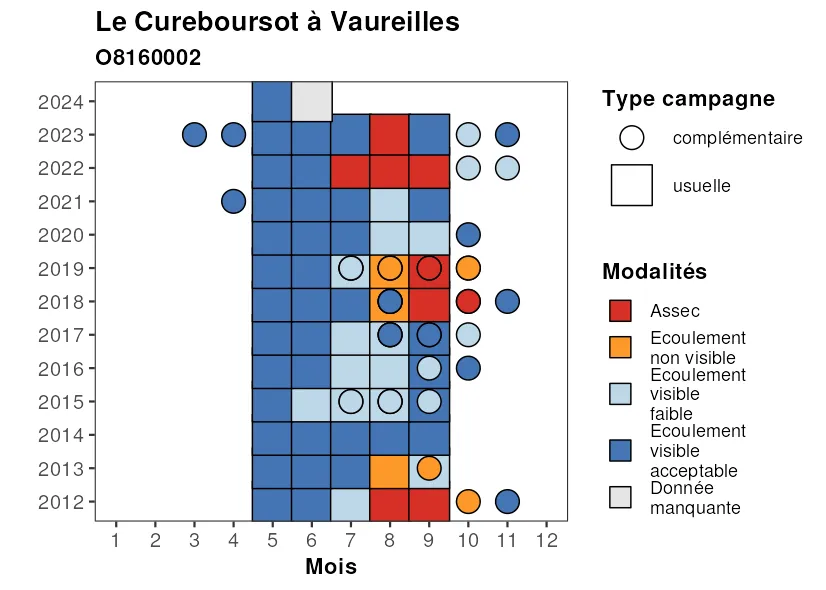 Le Cureboursot à Vaureilles
O8160002
2024
2023
2022
2021
2020
2019
2018
2017
2016
2015
2014
2013
2012
1 2 3 4 5 6 7 8 9 10 11 12
Mois
Type campagne
complémentaire
usuelle
Modalités
Assec
Ecoulement
non visible
Ecoulement
visible
faible
Ecoulement
visible
acceptable
Donnée
manquante